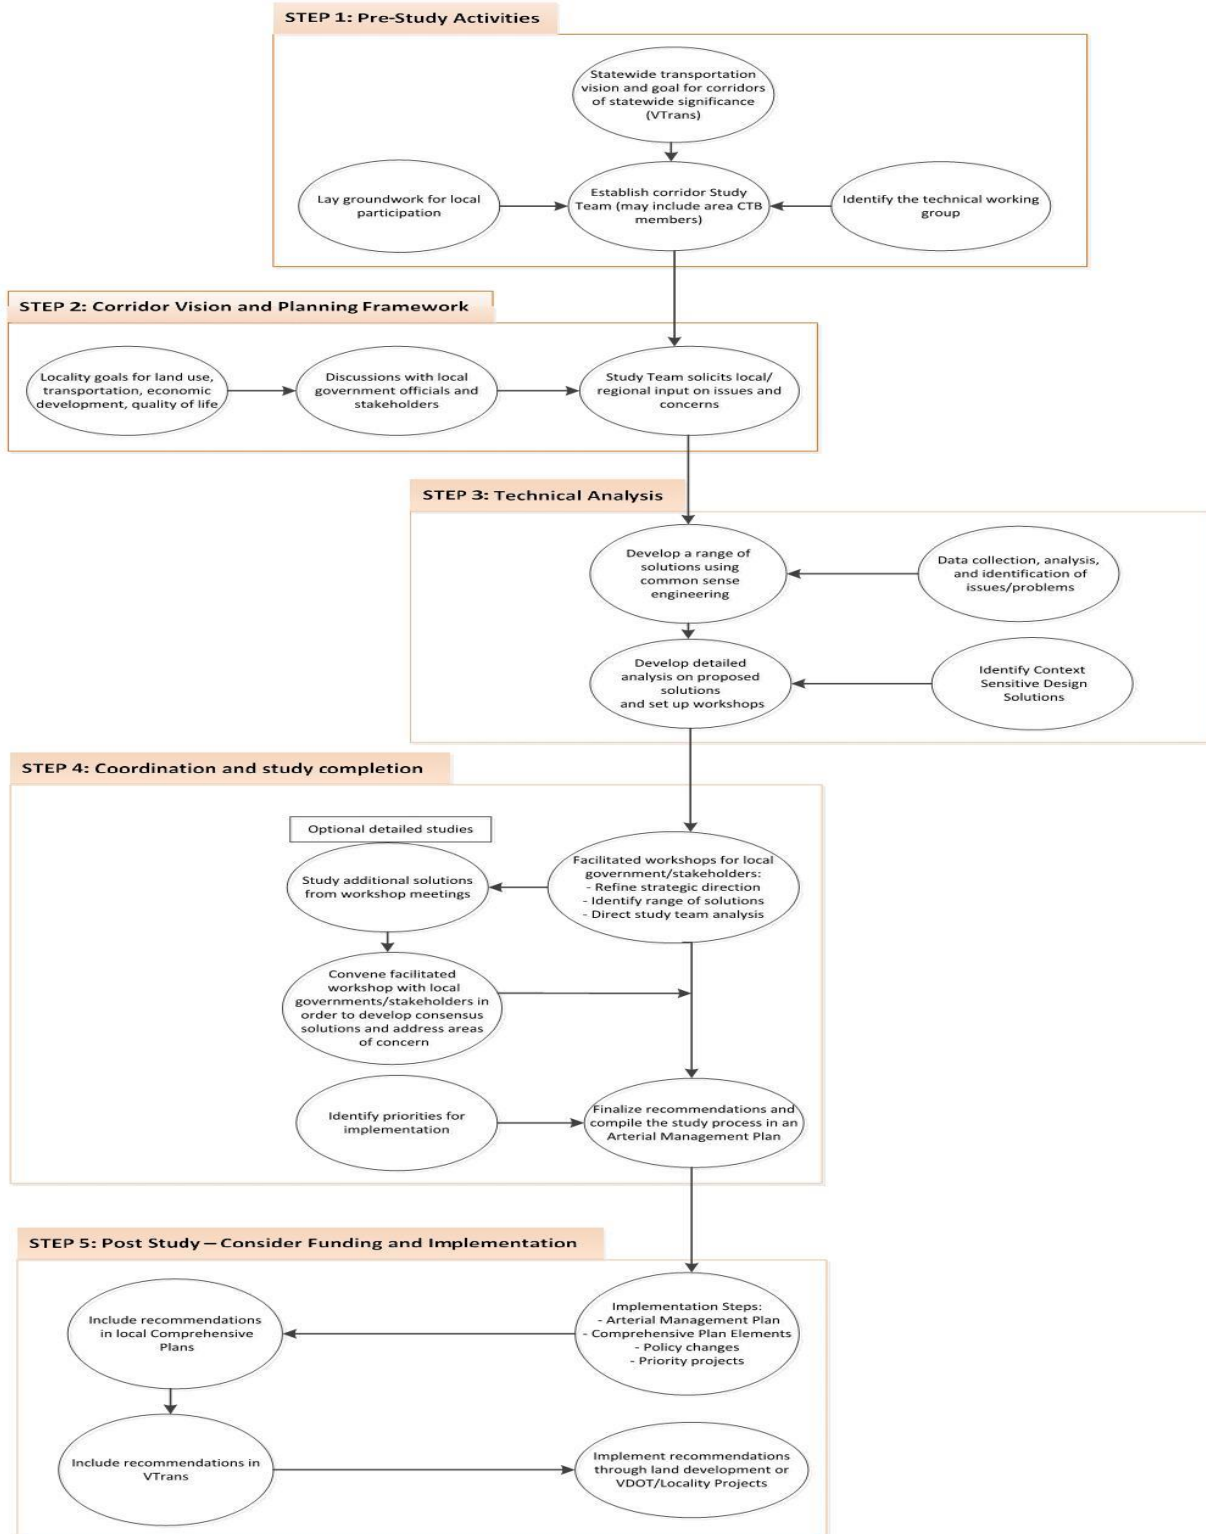 STEP 1: Pre-Study Activities
Statewide transportation
vision and goal for corridors
of statewide significance
(VTrans)
Lay groundwork for local
participation
Establish corridor Study
Team (may include area CTB
members)
Identify the technical working
group
STEP 2: Corridor Vision and Planning Framework
Locality goals for land use,
transportation, economic
development, quality of life
Discussions with local
government officials and
stakeholders
Study Team solicits local/
regional input on issues and
concerns
STEP 3: Technical Analysis
Develop a range of
solutions using
common sense
engineering
Data collection, analysis,
and identification of
issues/problems
Develop detailed
analysis on proposed
solutions
and set up workshops
Identify Context
Sensitive Design
Solutions
STEP 4: Coordination and study completion
Optional detailed studies
Study additional solutions
from workshop meetings
Facilitated workshops for local
government/stakeholders:
- Refine strategic direction
- Identify range of solutions
- Direct study team analysis
Convene facilitated
workshop with local
governments/stakeholders in
order to develop consensus
solutions and address areas
of concern
Identify priorities for
implementation
Finalize recommendations and
compile the study process in an
Arterial Management Plan
STEP 5: Post Study – Consider Funding and Implementation
Include recommendations
in local Comprehensive
Plans
Implementation Steps:
- Arterial Management Plan
- Comprehensive Plan Elements
- Policy changes
- Priority projects
Include recommendations in
VTrans
Implement recommendations
through land development or
VDOT/Locality Projects